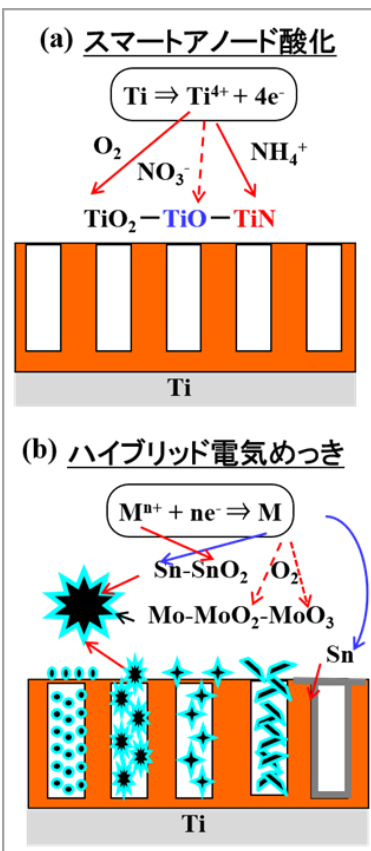 (a) スマートアノード酸化
Ti ⇒ Ti⁴⁺ + 4e⁻
O₂
NO₃⁻
NH₄⁺
TiO₂－TiO－TiN
Ti
(b) ハイブリッド電気めっき
Mⁿ⁺ + ne⁻ ⇒ M
Sn-SnO₂
O₂
Mo-MoO₂-MoO₃
Sn
Ti